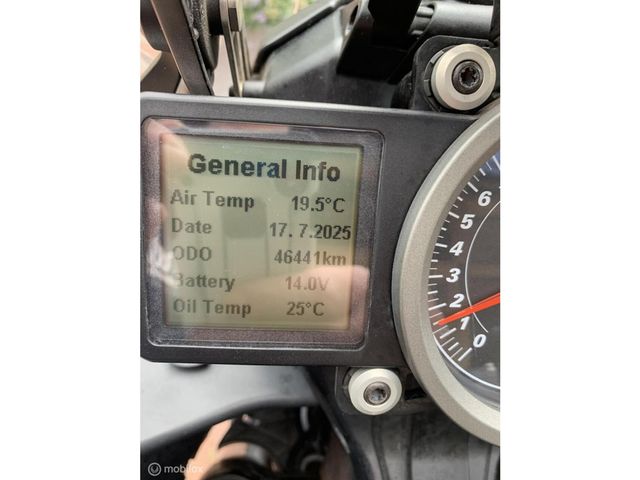 General Info
Air Temp 19.5°C
Date 17. 7.2025
ODO 46441km
Battery 14.0V
Oil Temp 25°C
6
5
4
3
2
1
0
mobilox